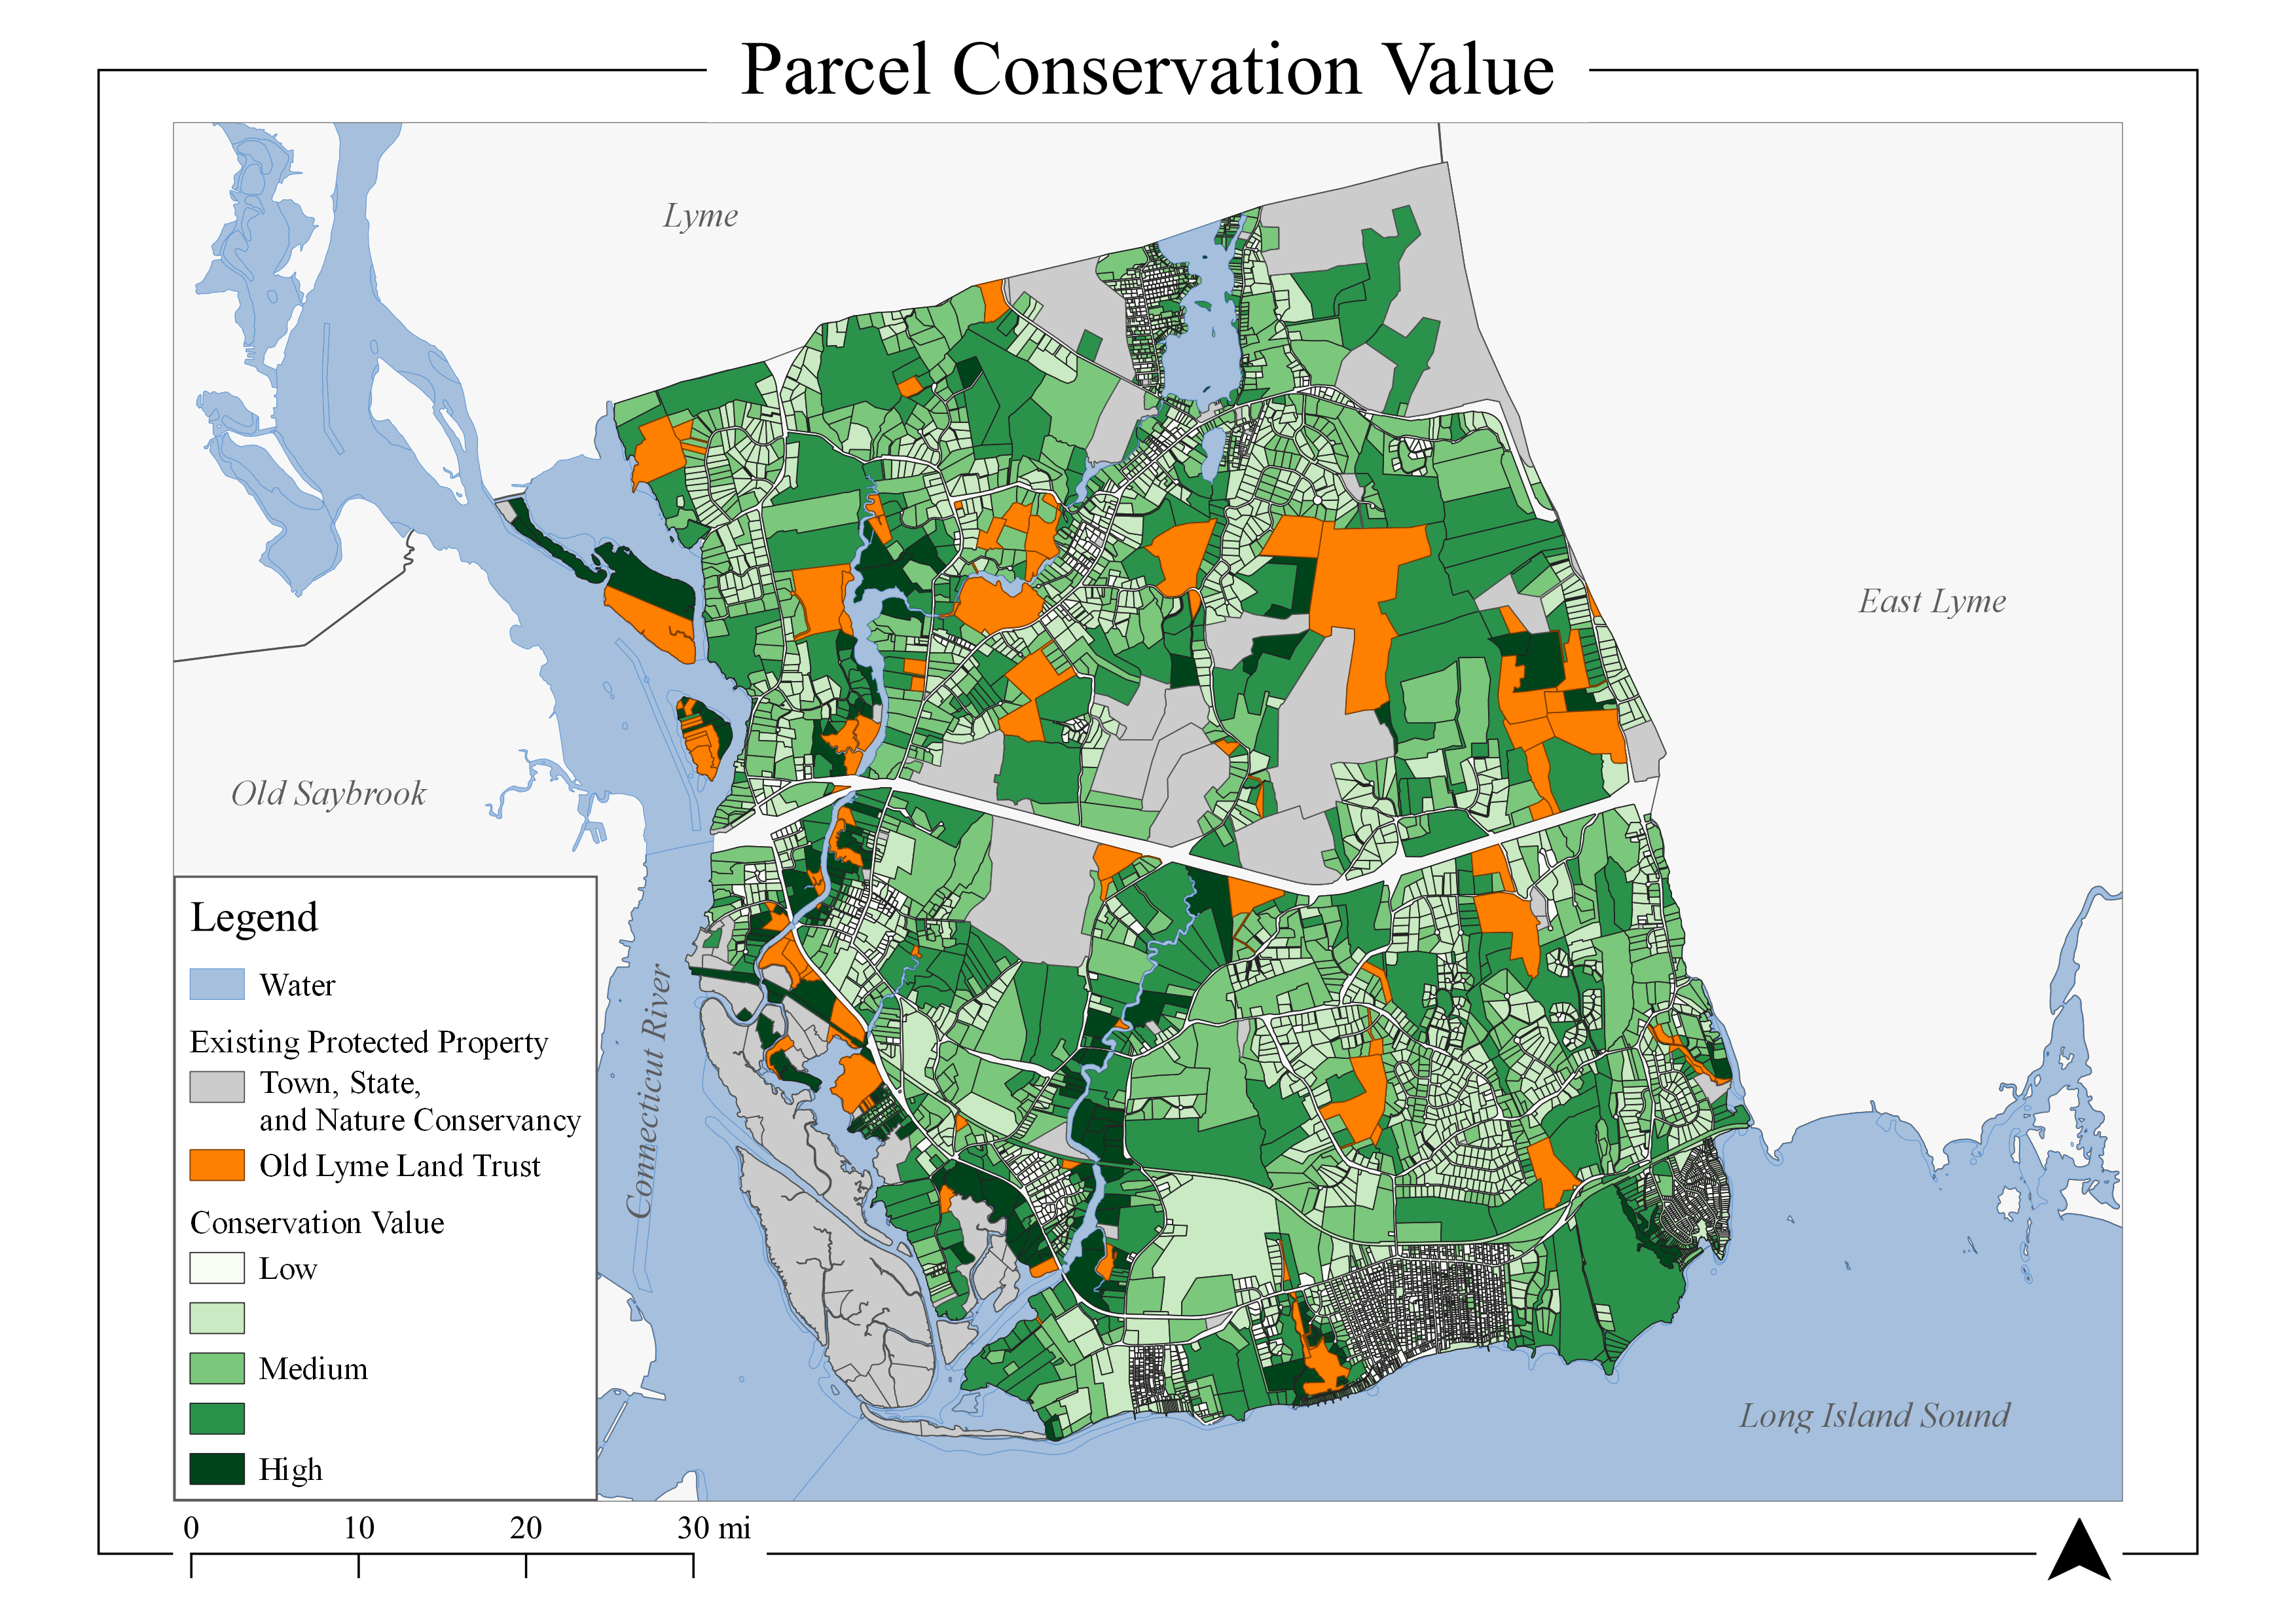 Parcel Conservation Value
Lyme
East Lyme
Old Saybrook
Connecticut River
Long Island Sound
Legend
Water
Existing Protected Property
Town, State,
and Nature Conservancy
Old Lyme Land Trust
Conservation Value
Low
Medium
High
0 10 20 30 mi